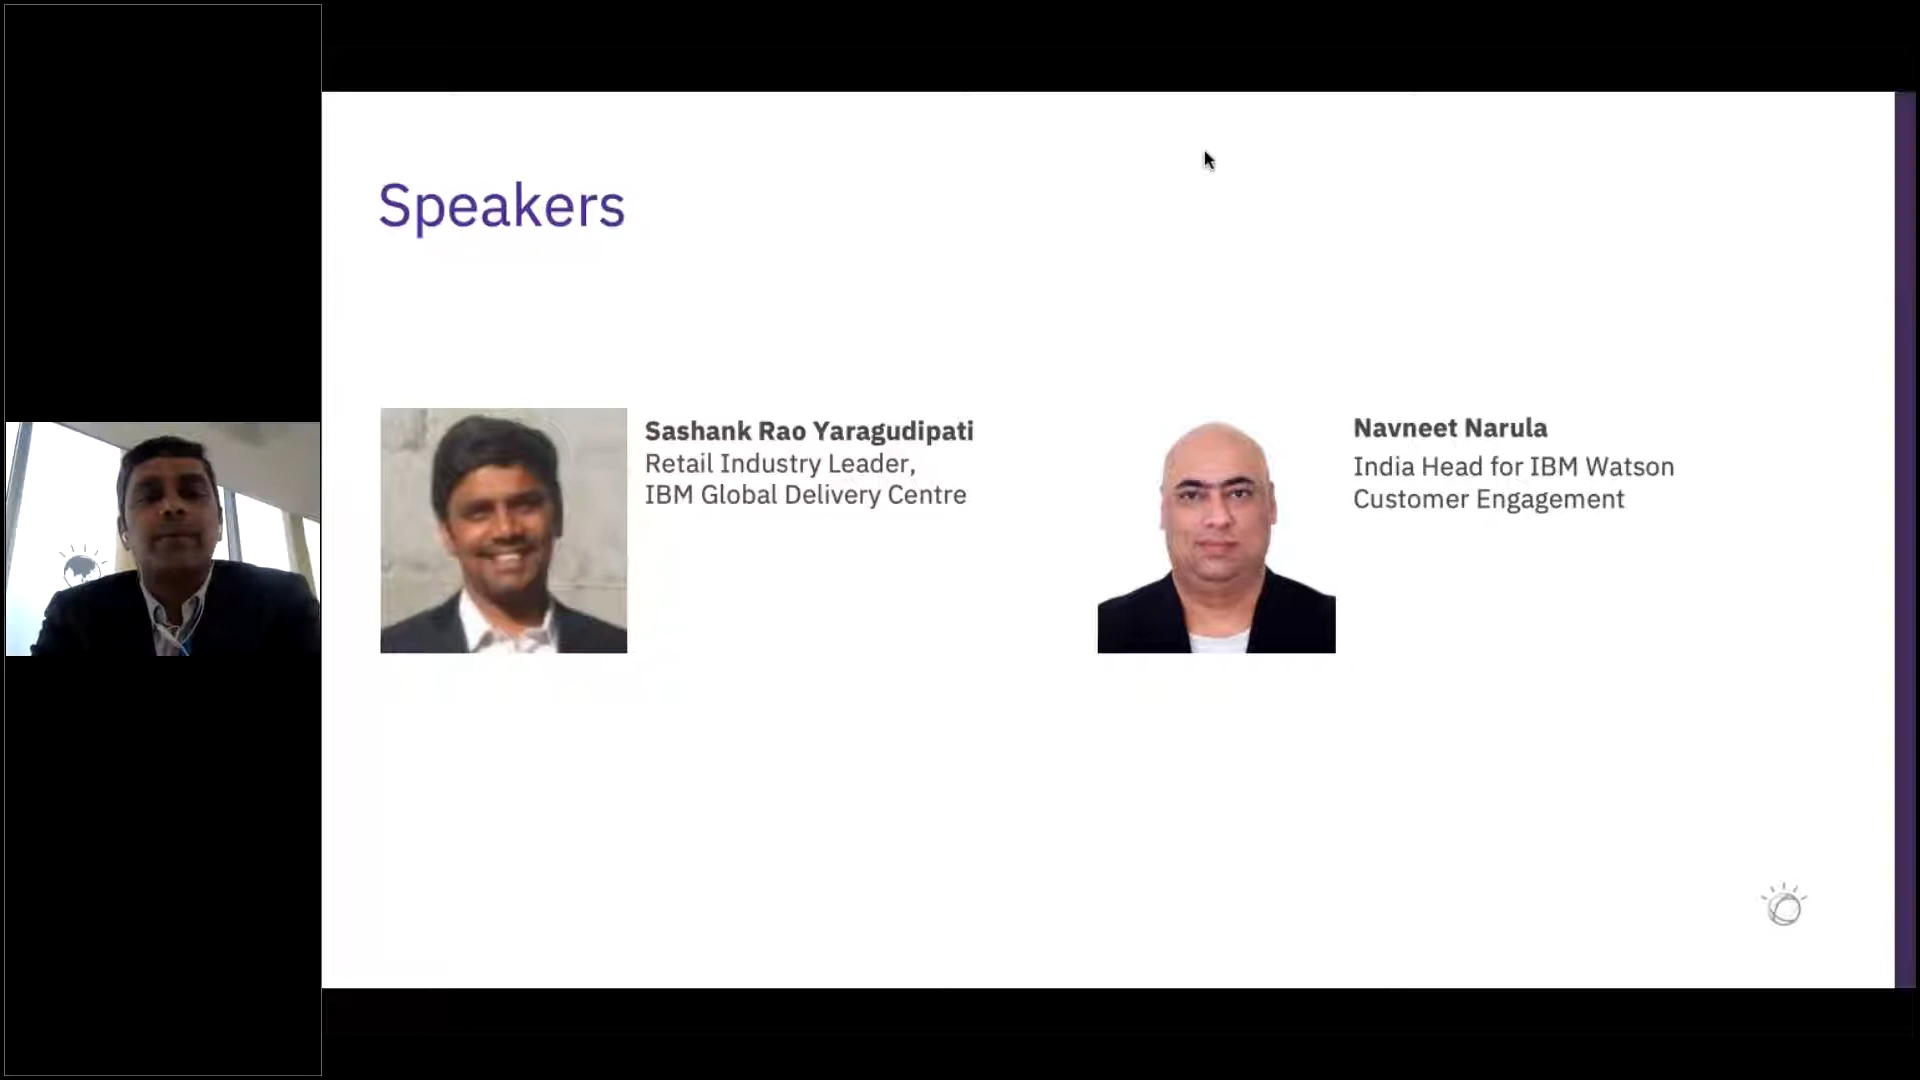 Speakers
Sashank Rao Yaragudipati
Retail Industry Leader,
IBM Global Delivery Centre
Navneet Narula
India Head for IBM Watson
Customer Engagement